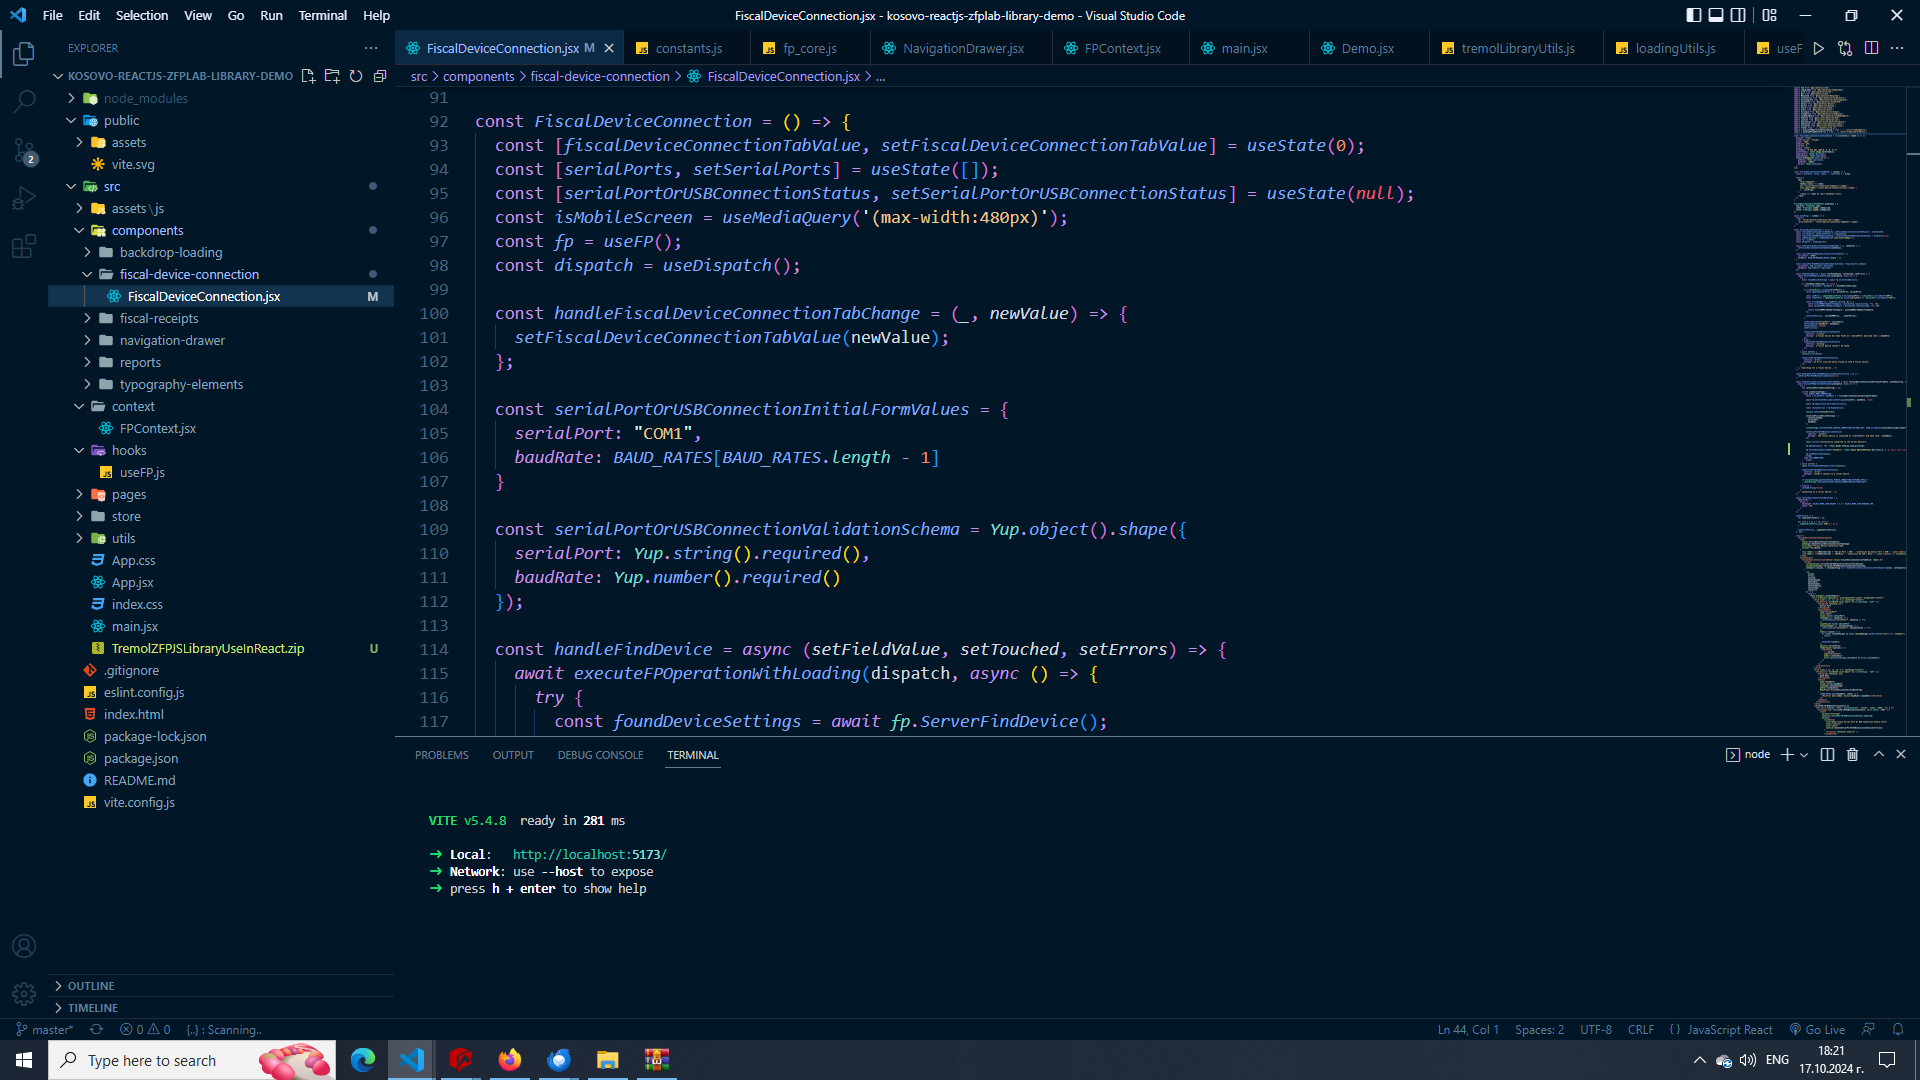 File Edit Selection View Go Run Terminal Help
FiscalDeviceConnection.jsx - kosovo-reactjs-zfplab-library-demo - Visual Studio Code
EXPLORER
KOSOVO-REACTJS-ZFPLAB-LIBRARY-DEMO
node_modules
public
assets
vite.svg
src
assets\js
components
backdrop-loading
fiscal-device-connection
FiscalDeviceConnection.jsx M
fiscal-receipts
navigation-drawer
reports
typography-elements
context
FPContext.jsx
hooks
useFP.js
pages
store
utils
App.css
App.jsx
index.css
main.jsx
TremolZFPJSLibraryUseInReact.zip U
.gitignore
eslint.config.js
index.html
package-lock.json
package.json
README.md
vite.config.js
OUTLINE
TIMELINE
FiscalDeviceConnection.jsx M constants.js fp_core.js NavigationDrawer.jsx FPContext.jsx main.jsx Demo.jsx tremolLibraryUtils.js loadingUtils.js useF
src > components > fiscal-device-connection > FiscalDeviceConnection.jsx > ...
91
92 const FiscalDeviceConnection = () => {
93 const [fiscalDeviceConnectionTabValue, setFiscalDeviceConnectionTabValue] = useState(0);
94 const [serialPorts, setSerialPorts] = useState([]);
95 const [serialPortOrUSBConnectionStatus, setSerialPortOrUSBConnectionStatus] = useState(null);
96 const isMobileScreen = useMediaQuery('(max-width:480px)');
97 const fp = useFP();
98 const dispatch = useDispatch();
99
100 const handleFiscalDeviceConnectionTabChange = (_, newValue) => {
101 setFiscalDeviceConnectionTabValue(newValue);
102 };
103
104 const serialPortOrUSBConnectionInitialFormValues = {
105 serialPort: "COM1",
106 baudRate: BAUD_RATES[BAUD_RATES.length - 1]
107 }
108
109 const serialPortOrUSBConnectionValidationSchema = Yup.object().shape({
110 serialPort: Yup.string().required(),
111 baudRate: Yup.number().required()
112 });
113
114 const handleFindDevice = async (setFieldValue, setTouched, setErrors) => {
115 await executeFPOperationWithLoading(dispatch, async () => {
116 try {
117 const foundDeviceSettings = await fp.ServerFindDevice();
PROBLEMS OUTPUT DEBUG CONSOLE TERMINAL
node
VITE v5.4.8 ready in 281 ms
➜ Local: http://localhost:5173/
➜ Network: use --host to expose
➜ press h + enter to show help
master* 0 0 {..} : Scanning..
Ln 44, Col 1 Spaces: 2 UTF-8 CRLF { } JavaScript React Go Live
Type here to search
ENG
18:21
17.10.2024 г.
2